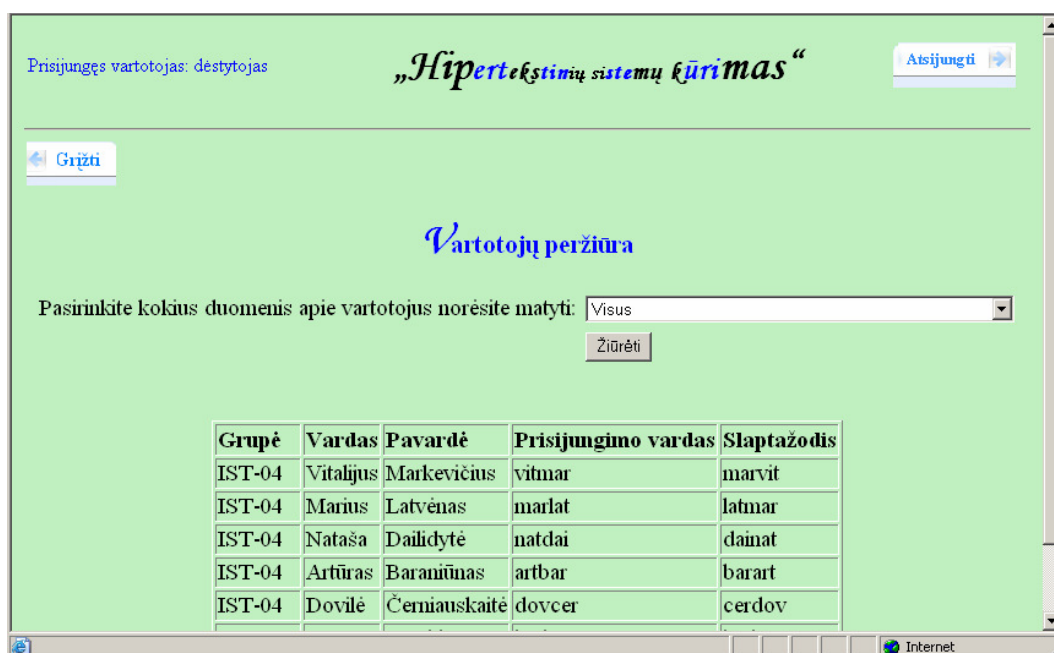 Prisijungęs vartotojas: dėstytojas
„Hipertekstinių sistemų kūrimas“
Atsijungti
Grįžti
Vartotojų peržiūra
Pasirinkite kokius duomenis apie vartotojus norėsite matyti: Visus
Žiūrėti
Grupė Vardas Pavardė Prisijungimo vardas Slaptažodis
IST-04 Vitalijus Markevičius vitmar marvit
IST-04 Marius Latvėnas marlat latmar
IST-04 Nataša Dailidytė natdai dainat
IST-04 Artūras Baraniūnas artbar barart
IST-04 Dovilė Černiauskaitė dovcer cerdov
Internet